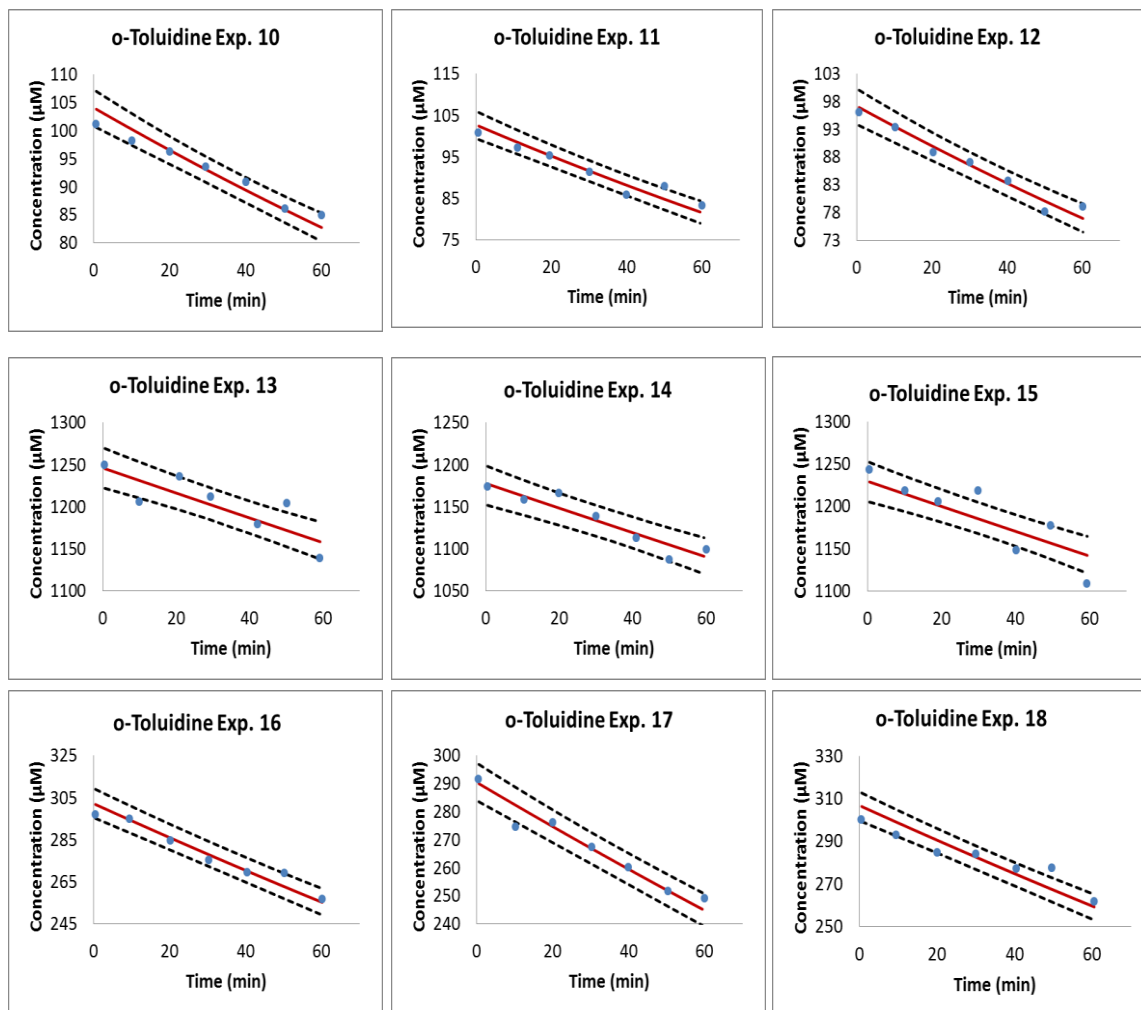 o-Toluidine Exp. 10
Concentration (µM)
110
105
100
95
90
85
80
0 20 40 60
Time (min)
o-Toluidine Exp. 11
Concentration (µM)
115
105
95
85
75
0 20 40 60
Time (min)
o-Toluidine Exp. 12
Concentration (µM)
103
98
93
88
83
78
73
0 20 40 60
Time (min)
o-Toluidine Exp. 13
Concentration (µM)
1300
1250
1200
1150
1100
0 20 40 60
Time (min)
o-Toluidine Exp. 14
Concentration (µM)
1250
1200
1150
1100
1050
0 20 40 60
Time (min)
o-Toluidine Exp. 15
Concentration (µM)
1300
1250
1200
1150
1100
0 20 40 60
Time (min)
o-Toluidine Exp. 16
Concentration (µM)
325
305
285
265
245
0 20 40 60
Time (min)
o-Toluidine Exp. 17
Concentration (µM)
300
290
280
270
260
250
240
0 20 40 60
Time (min)
o-Toluidine Exp. 18
Concentration (µM)
330
310
290
270
250
0 20 40 60
Time (min)